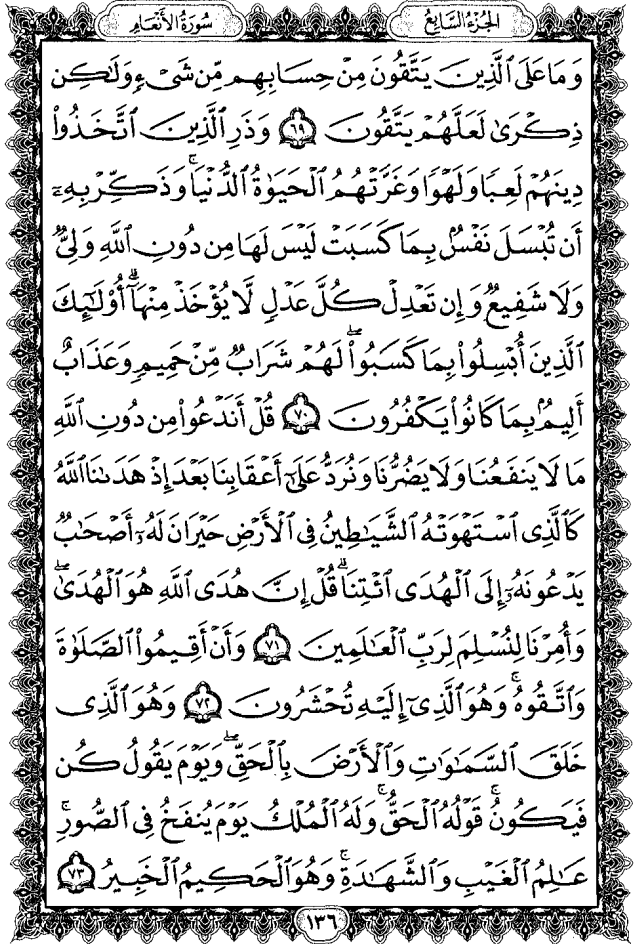 الجزء السابع
سورة الأنعام
وَمَا عَلَى ٱلَّذِينَ يَتَّقُونَ مِنْ حِسَابِهِم مِّن شَىْءٍ وَلَٰكِن
ذِكْرَىٰ لَعَلَّهُمْ يَتَّقُونَ ٦٩ وَذَرِ ٱلَّذِينَ ٱتَّخَذُوا۟
دِينَهُمْ لَعِبًا وَلَهْوًا وَغَرَّتْهُمُ ٱلْحَيَوٰةُ ٱلدُّنْيَا ۚ وَذَكِّرْ بِهِۦٓ
أَن تُبْسَلَ نَفْسٌۢ بِمَا كَسَبَتْ لَيْسَ لَهَا مِن دُونِ ٱللَّهِ وَلِىٌّ
وَلَا شَفِيعٌ وَإِن تَعْدِلْ كُلَّ عَدْلٍ لَّا يُؤْخَذْ مِنْهَآ ۗ أُو۟لَٰٓئِكَ
ٱلَّذِينَ أُبْسِلُوا۟ بِمَا كَسَبُوا۟ ۖ لَهُمْ شَرَابٌ مِّنْ حَمِيمٍ وَعَذَابٌ
أَلِيمٌۢ بِمَا كَانُوا۟ يَكْفُرُونَ ٧٠ قُلْ أَنَدْعُوا۟ مِن دُونِ ٱللَّهِ
مَا لَا يَنفَعُنَا وَلَا يَضُرُّنَا وَنُرَدُّ عَلَىٰٓ أَعْقَابِنَا بَعْدَ إِذْ هَدَىٰنَا ٱللَّهُ
كَٱلَّذِى ٱسْتَهْوَتْهُ ٱلشَّيَٰطِينُ فِى ٱلْأَرْضِ حَيْرَانَ لَهُۥٓ أَصْحَٰبٌ
يَدْعُونَهُۥٓ إِلَى ٱلْهُدَى ٱئْتِنَا ۗ قُلْ إِنَّ هُدَى ٱللَّهِ هُوَ ٱلْهُدَىٰ ۖ
وَأُمِرْنَا لِنُسْلِمَ لِرَبِّ ٱلْعَٰلَمِينَ ٧١ وَأَنْ أَقِيمُوا۟ ٱلصَّلَوٰةَ
وَٱتَّقُوهُ ۚ وَهُوَ ٱلَّذِىٓ إِلَيْهِ تُحْشَرُونَ ٧٢ وَهُوَ ٱلَّذِى
خَلَقَ ٱلسَّمَٰوَٰتِ وَٱلْأَرْضَ بِٱلْحَقِّ ۖ وَيَوْمَ يَقُولُ كُن
فَيَكُونُ ۚ قَوْلُهُ ٱلْحَقُّ ۚ وَلَهُ ٱلْمُلْكُ يَوْمَ يُنفَخُ فِى ٱلصُّورِ ۚ
عَٰلِمُ ٱلْغَيْبِ وَٱلشَّهَٰدَةِ ۚ وَهُوَ ٱلْحَكِيمُ ٱلْخَبِيرُ ٧٣
١٣٦